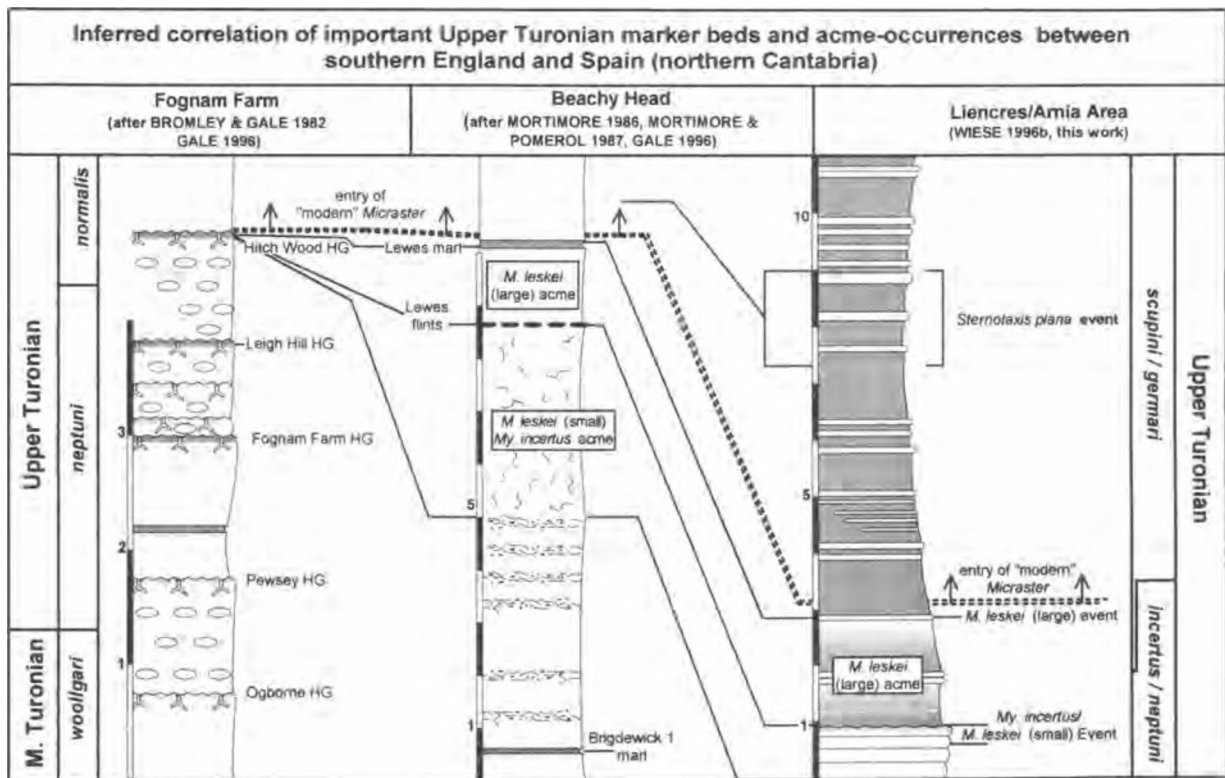 Inferred correlation of important Upper Turonian marker beds and acme-occurrences between
southern England and Spain (northern Cantabria)
Fognam Farm
(after BROMLEY & GALE 1982
GALE 1996)
Beachy Head
(after MORTIMORE 1986, MORTIMORE &
POMEROL 1987, GALE 1996)
Liencres/Arnia Area
(WIESE 1996b, this work)
Upper Turonian
M. Turonian
normalis
neptuni
woollgari
3
2
1
Hitch Wood HG
Leigh Hill HG
Fognam Farm HG
Pewsey HG
Ogborne HG
entry of
"modern" Micraster
Lewes marl
Lewes
flints
M. leskei
(large) acme
M leskei (small)
My. incertus acme
5
1
Brigdewick 1
marl
10
5
1
Sternotaxis plana event
entry of "modern"
Micraster
M. leskei (large) event
M. leskei
(large) acme
My. incertus/
M. leskei (small) Event
scupini / germari
incertus / neptuni
Upper Turonian